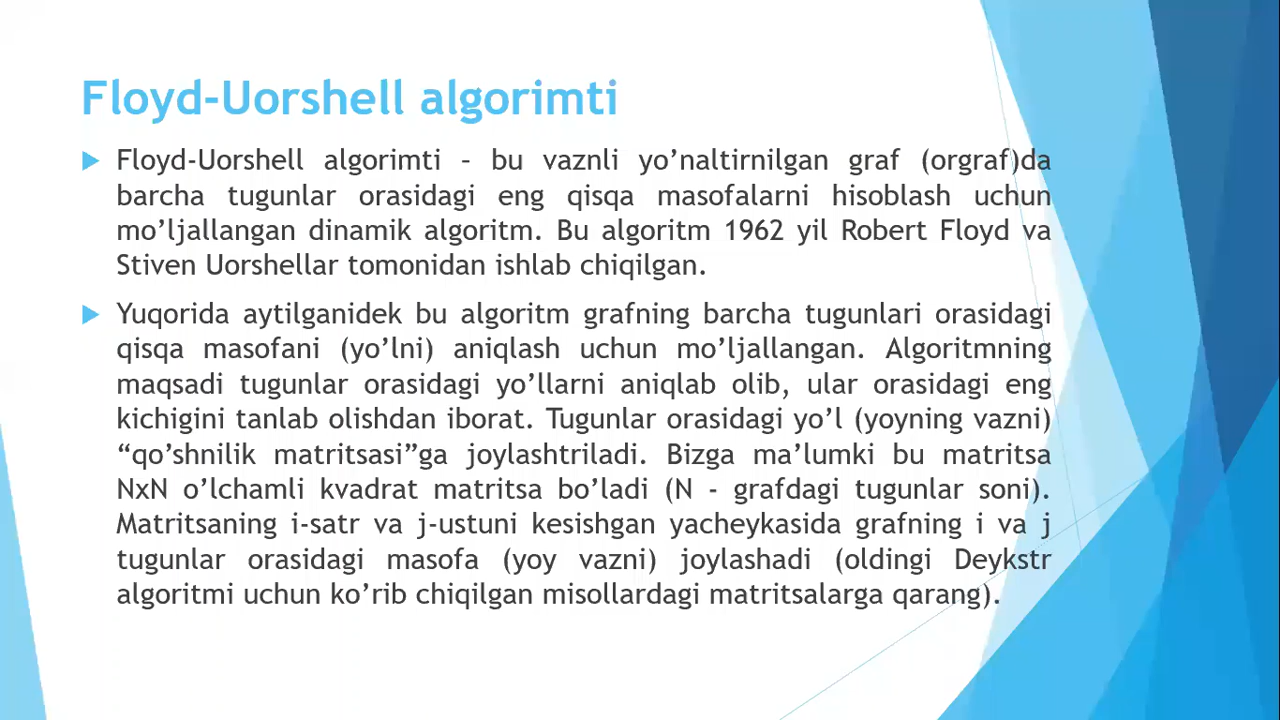 Floyd-Uorshell algorimti
Floyd-Uorshell algorimti – bu vaznli yo’naltirnilgan graf (orgraf)da
barcha tugunlar orasidagi eng qisqa masofalarni hisoblash uchun
mo’ljallangan dinamik algoritm. Bu algoritm 1962 yil Robert Floyd va
Stiven Uorshellar tomonidan ishlab chiqilgan.
Yuqorida aytilganidek bu algoritm grafning barcha tugunlari orasidagi
qisqa masofani (yo’lni) aniqlash uchun mo’ljallangan. Algoritmning
maqsadi tugunlar orasidagi yo’llarni aniqlab olib, ular orasidagi eng
kichigini tanlab olishdan iborat. Tugunlar orasidagi yo’l (yoyning vazni)
“qo’shnilik matritsasi”ga joylashtriladi. Bizga ma’lumki bu matritsa
NxN o’lchamli kvadrat matritsa bo’ladi (N - grafdagi tugunlar soni).
Matritsaning i-satr va j-ustuni kesishgan yacheykasida grafning i va j
tugunlar orasidagi masofa (yoy vazni) joylashadi (oldingi Deykstr
algoritmi uchun ko’rib chiqilgan misollardagi matritsalarga qarang).